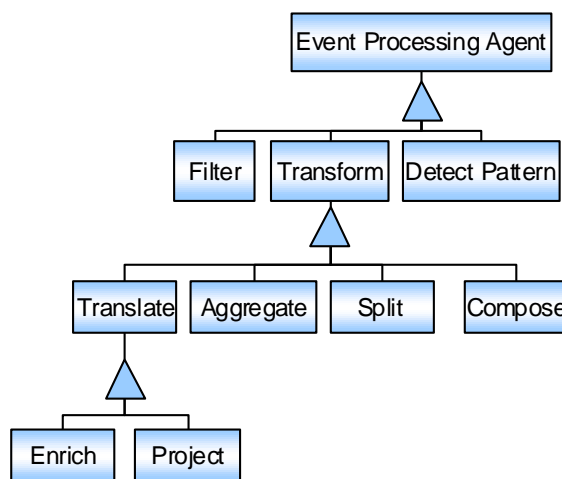 Event Processing Agent
Filter
Transform
Detect Pattern
Translate
Aggregate
Split
Compose
Enrich
Project